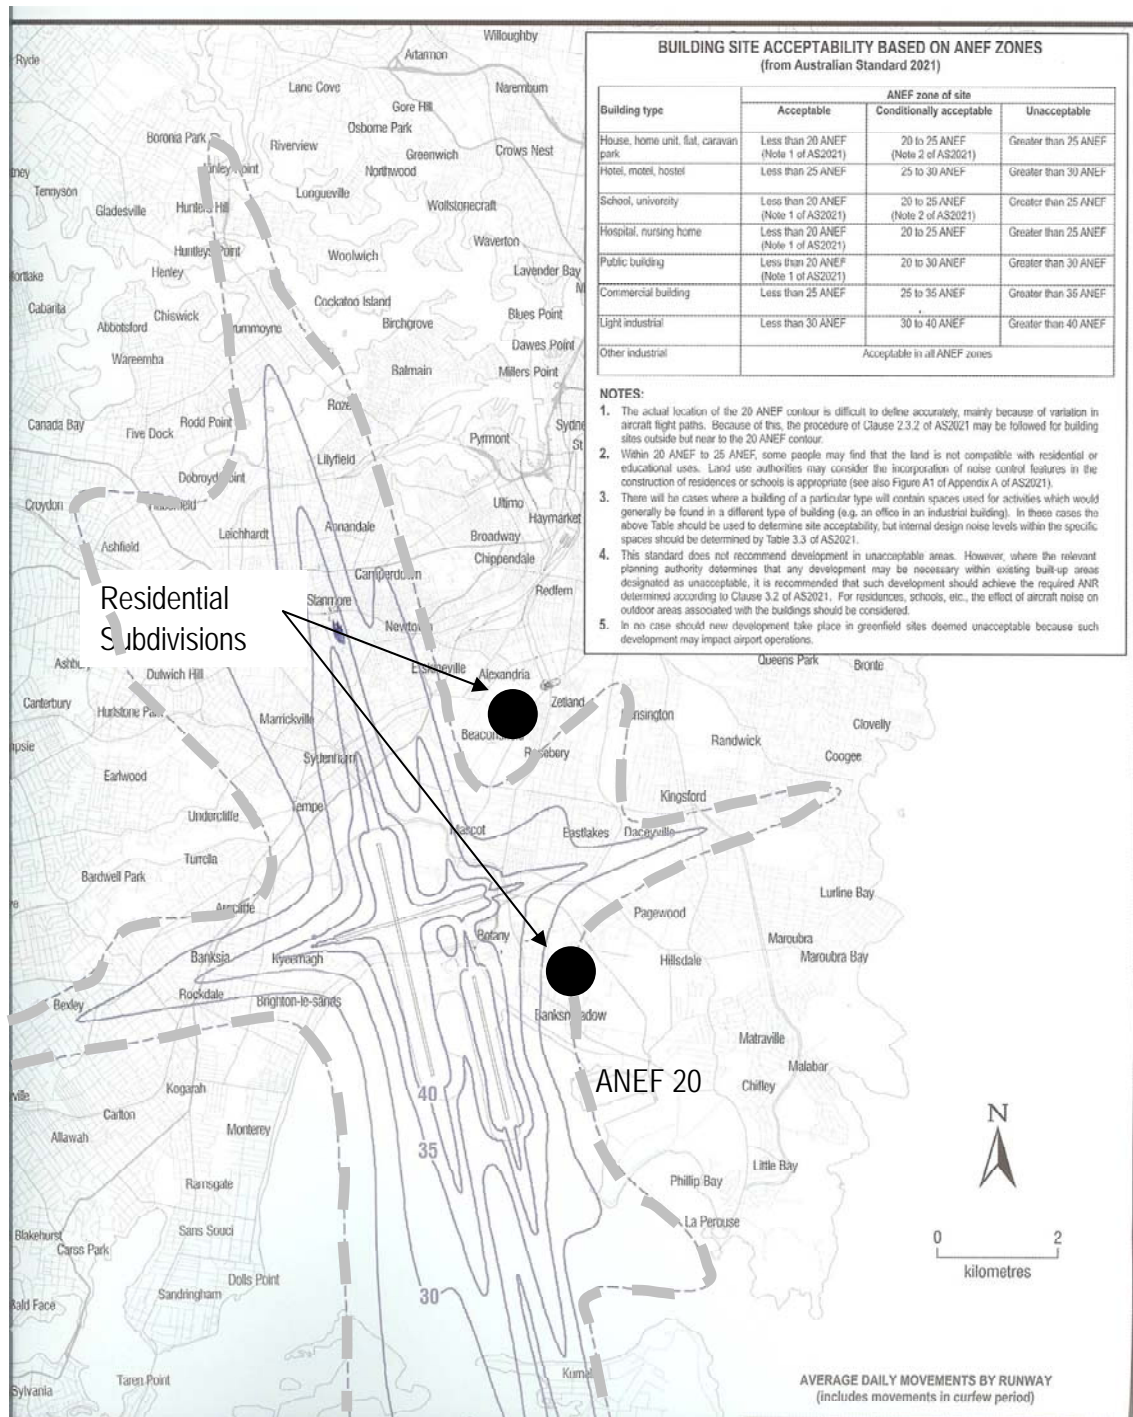 Willoughby
Ryde
Artarmon
Lane Cove
Naremburn
Gore Hill
Osborne Park
Boronia Park
Riverview
Greenwich
Crows Nest
Northwood
Tennyson
Longueville
Gladesville
Hunters Hill
Wollstonecraft
Huntleys Point
Waverton
Woolwich
Henley
Lavender Bay
Cabarita
Chiswick
Cockatoo Island
Birchgrove
Blues Point
Abbotsford
Dawes Point
Wareemba
Balmain
Millers Point
Canada Bay
Rodd Point
Five Dock
Pyrmont
Lilyfield
Croydon
Ultimo
Haymarket
Leichhardt
Annandale
Broadway
Ashfield
Chippendale
Camperdown
Redfern
Stanmore
Newtown
Residential
Subdivisions
Dulwich Hill
Erskineville
Alexandria
Zetland
Queens Park
Bronte
Canterbury
Marrickville
Clovelly
Randwick
Coogee
Rosebery
Earlwood
Sydenham
Kingsford
Tempe
Undercliffe
Mascot
Eastlakes
Daceyville
Turrella
Bardwell Park
Lurline Bay
Arncliffe
Pagewood
Botany
Maroubra
Banksia
Kyeemagh
Hillsdale
Maroubra Bay
Rockdale
Bexley
Brighton-le-sands
Banksmeadow
Matraville
Malabar
Kogarah
ANEF 20
Chifley
40
Carlton
Allawah
Monterey
35
N
Little Bay
Ramsgate
Phillip Bay
La Perouse
Blakehurst
Carss Park
Sans Souci
0 2
kilometres
Dolls Point
Sandringham
30
Taren Point
Sylvania
AVERAGE DAILY MOVEMENTS BY RUNWAY
(includes movements in curfew period)
BUILDING SITE ACCEPTABILITY BASED ON ANEF ZONES
(from Australian Standard 2021)
ANEF zone of site
Building type Acceptable Conditionally acceptable Unacceptable
House, home unit, flat, caravan Less than 20 ANEF 20 to 25 ANEF Greater than 25 ANEF
park (Note 1 of AS2021) (Note 2 of AS2021)
Hotel, motel, hostel Less than 25 ANEF 25 to 30 ANEF Greater than 30 ANEF
School, university Less than 20 ANEF 20 to 25 ANEF Greater than 25 ANEF
(Note 1 of AS2021) (Note 2 of AS2021)
Hospital, nursing home Less than 20 ANEF 20 to 25 ANEF Greater than 25 ANEF
(Note 1 of AS2021)
Public building Less than 20 ANEF 20 to 30 ANEF Greater than 30 ANEF
(Note 1 of AS2021)
Commercial building Less than 25 ANEF 25 to 35 ANEF Greater than 35 ANEF
Light industrial Less than 30 ANEF 30 to 40 ANEF Greater than 40 ANEF
Other industrial Acceptable in all ANEF zones
NOTES:
1. The actual location of the 20 ANEF contour is difficult to define accurately, mainly because of variation in
aircraft flight paths. Because of this, the procedure of Clause 2.3.2 of AS2021 may be followed for building
sites outside but near to the 20 ANEF contour.
2. Within 20 ANEF to 25 ANEF, some people may find that the land is not compatible with residential or
educational uses. Land use authorities may consider the incorporation of noise control features in the
construction of residences or schools is appropriate (see also Figure A1 of Appendix A of AS2021).
3. There will be cases where a building of a particular type will contain spaces used for activities which would
generally be found in a different type of building (e.g. an office in an industrial building). In these cases the
above Table should be used to determine site acceptability, but internal design noise levels within the specific
spaces should be determined by Table 3.3 of AS2021.
4. This standard does not recommend development in unacceptable areas. However, where the relevant
planning authority determines that any development may be necessary within existing built-up areas
designated as unacceptable, it is recommended that such development should achieve the required ANR
determined according to Clause 3.2 of AS2021. For residences, schools, etc., the effect of aircraft noise on
outdoor areas associated with the buildings should be considered.
5. In no case should new development take place in greenfield sites deemed unacceptable because such
development may impact airport operations.